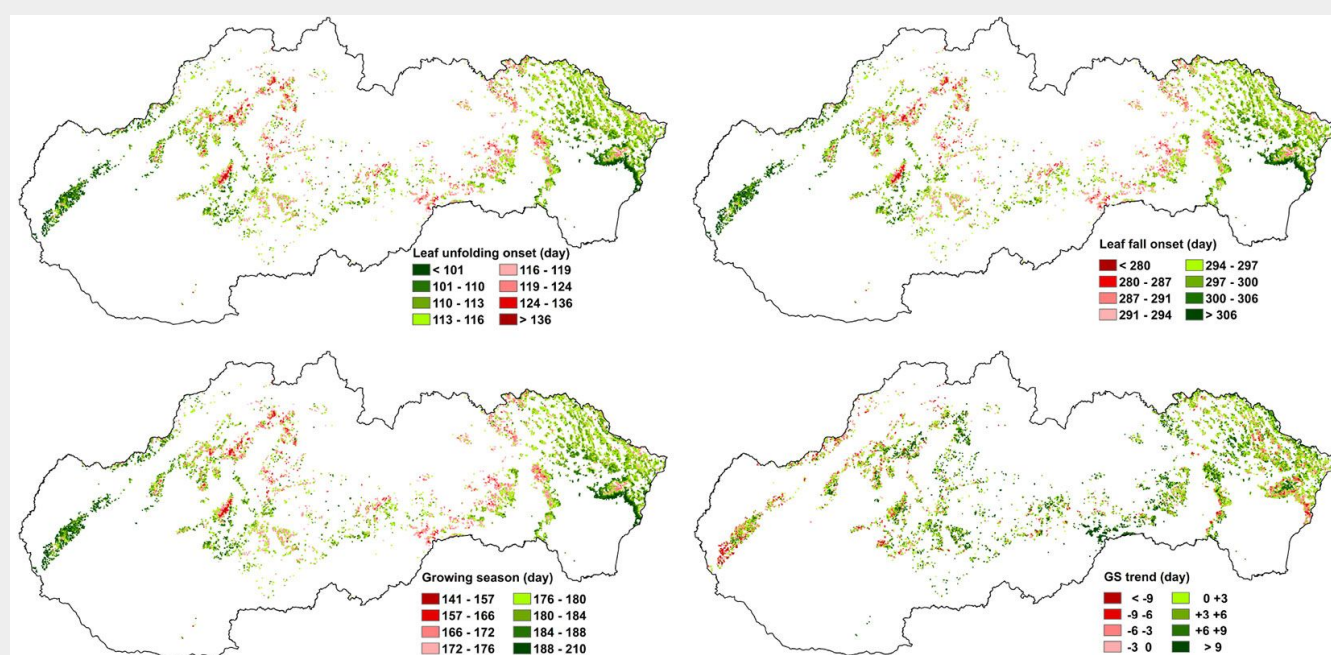 Leaf unfolding onset (day)
< 101 116 - 119
101 - 110 119 - 124
110 - 113 124 - 136
113 - 116 > 136
Leaf fall onset (day)
< 280 294 - 297
280 - 287 297 - 300
287 - 291 300 - 306
291 - 294 > 306
Growing season (day)
141 - 157 176 - 180
157 - 166 180 - 184
166 - 172 184 - 188
172 - 176 188 - 210
GS trend (day)
< -9 0 +3
-9 -6 +3 +6
-6 -3 +6 +9
-3 0 > 9